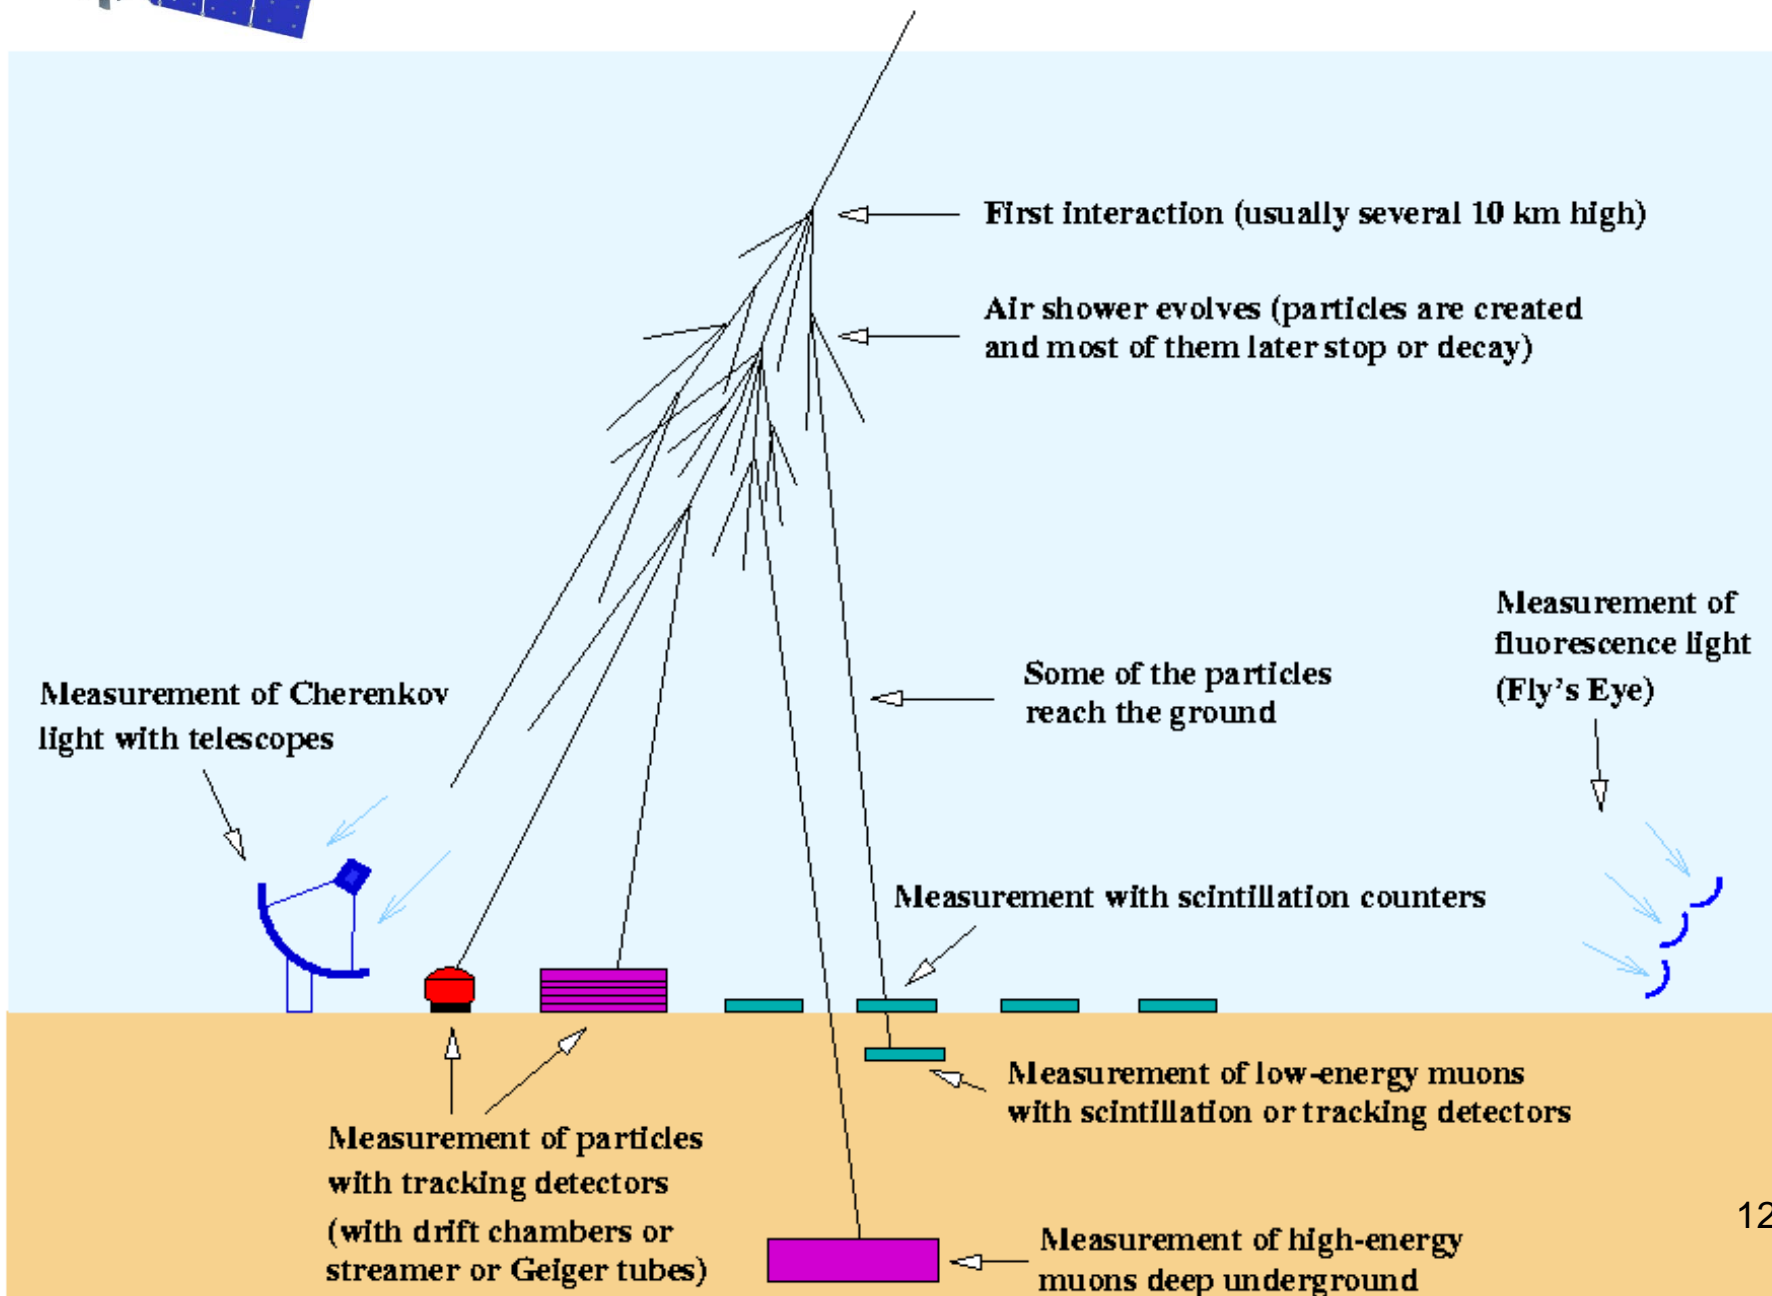 First interaction (usually several 10 km high)
Air shower evolves (particles are created
and most of them later stop or decay)
Measurement of
fluorescence light
(Fly's Eye)
Some of the particles
reach the ground
Measurement of Cherenkov
light with telescopes
Measurement with scintillation counters
Measurement of low-energy muons
with scintillation or tracking detectors
Measurement of particles
with tracking detectors
(with drift chambers or
streamer or Geiger tubes)
Measurement of high-energy
muons deep underground
12